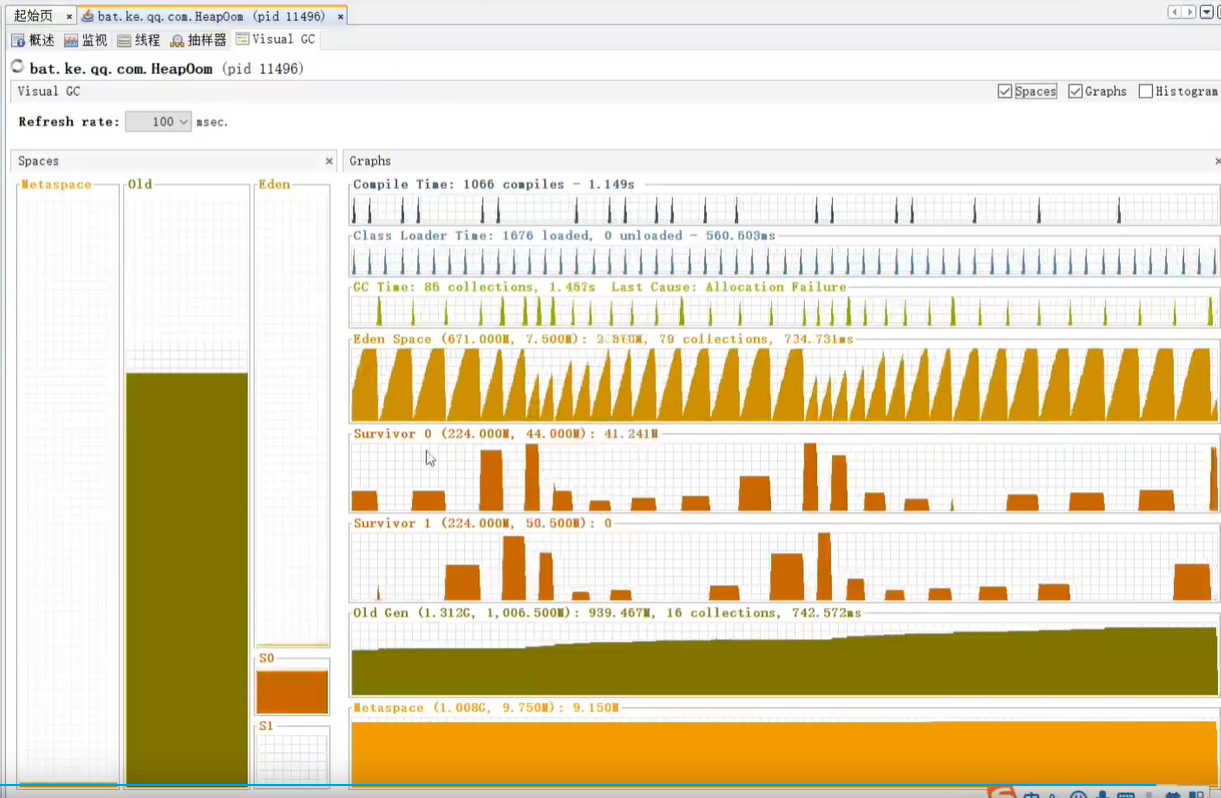 起始页 × bat.ke.qq.com.HeapOom (pid 11496) ×
概述 监视 线程 抽样器 Visual GC
bat.ke.qq.com.HeapOom (pid 11496)
Visual GC Spaces Graphs Histogram
Refresh rate: 100 msec.
Spaces ×
Graphs ×
Metaspace Old Eden
S0
S1
Compile Time: 1066 compiles - 1.149s
Class Loader Time: 1676 loaded, 0 unloaded - 560.603ms
GC Time: 86 collections, 1.467s Last Cause: Allocation Failure
Eden Space (671.000M, 7.500M): 79 collections, 734.731ms
Survivor 0 (224.000M, 44.000M): 41.241M
Survivor 1 (224.000M, 50.500M): 0
Old Gen (1.312G, 1,006.500M): 939.467M, 16 collections, 742.572ms
Metaspace (1.008G, 9.750M): 9.150M